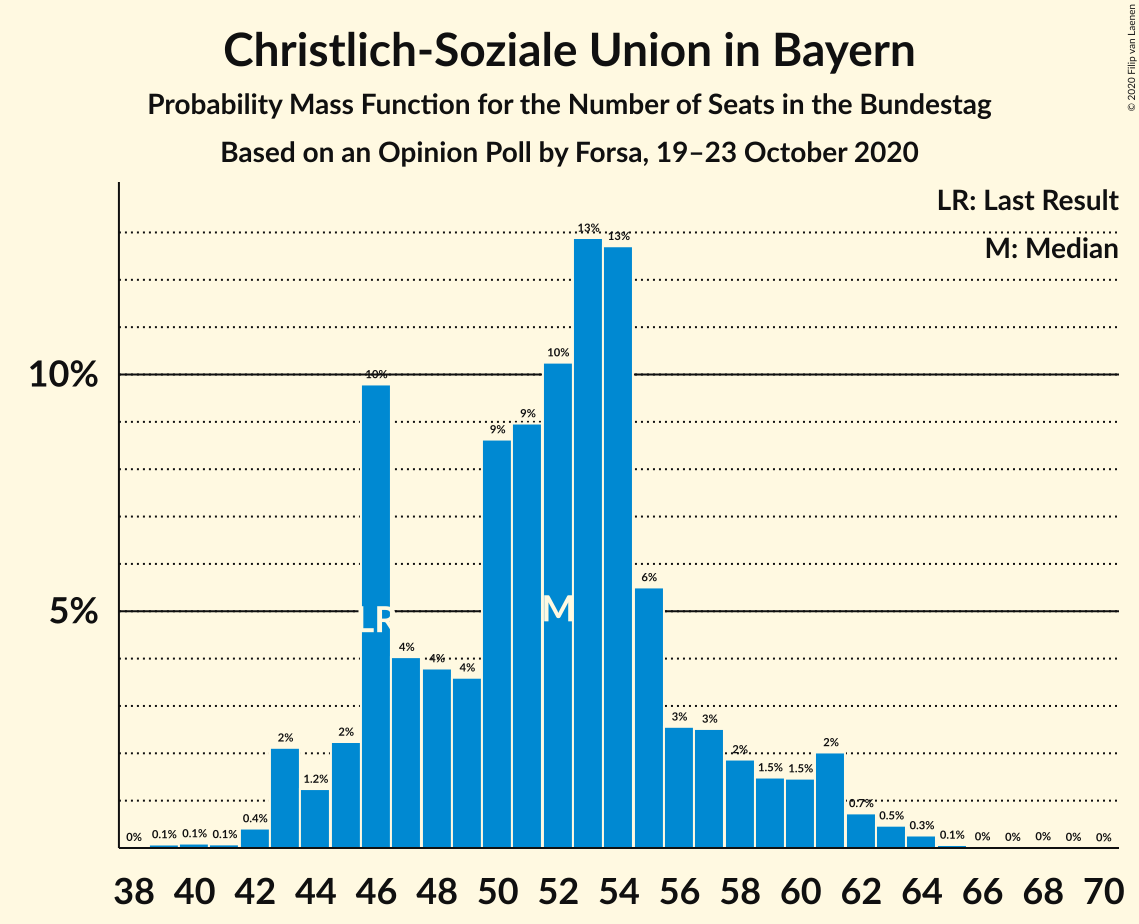 Christlich-Soziale Union in Bayern
Probability Mass Function for the Number of Seats in the Bundestag
Based on an Opinion Poll by Forsa, 19–23 October 2020
© 2020 Filip van Laenen
LR: Last Result
M: Median
10%
5%
0% 0.1% 0.1% 0.1% 0.4% 2% 1.2% 2% 10% 4% 4% 4% 9% 9% 10% 13% 13% 6% 3% 3% 2% 1.5% 1.5% 2% 0.7% 0.5% 0.3% 0.1% 0% 0% 0% 0% 0%
LR M
38 40 42 44 46 48 50 52 54 56 58 60 62 64 66 68 70